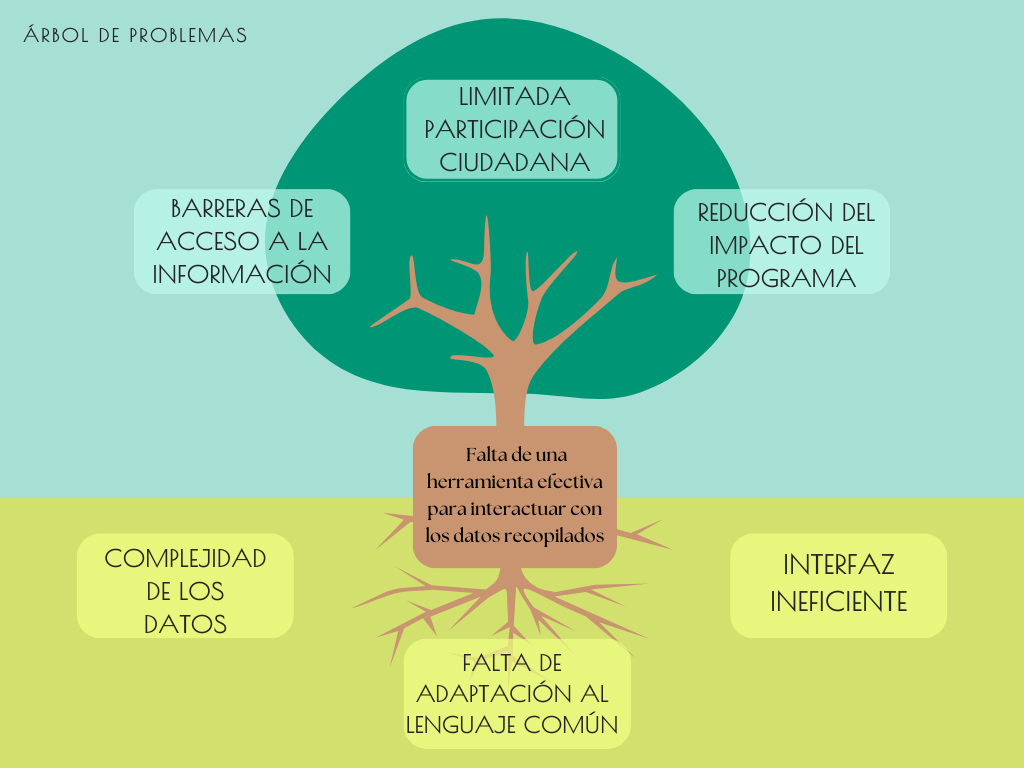 ÁRBOL DE PROBLEMAS
LIMITADA
PARTICIPACIÓN
CIUDADANA
BARRERAS DE
ACCESO A LA
INFORMACIÓN
REDUCCIÓN DEL
IMPACTO DEL
PROGRAMA
Falta de una
herramienta efectiva
para interactuar con
los datos recopilados
COMPLEJIDAD
DE LOS
DATOS
INTERFAZ
INEFICIENTE
FALTA DE
ADAPTACIÓN AL
LENGUAJE COMÚN